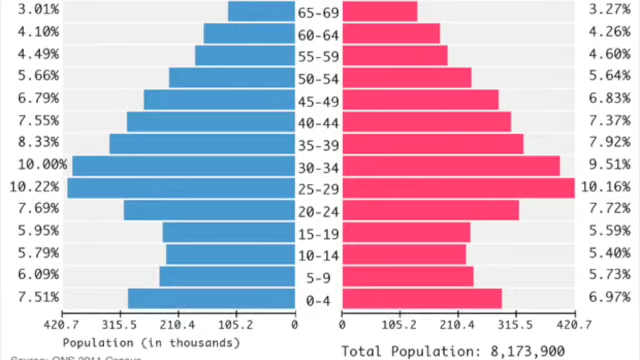 3.01% 65-69 3.27%
4.10% 60-64 4.26%
4.49% 55-59 4.60%
5.66% 50-54 5.64%
6.79% 45-49 6.83%
7.55% 40-44 7.37%
8.33% 35-39 7.92%
10.00% 30-34 9.51%
10.22% 25-29 10.16%
7.69% 20-24 7.72%
5.95% 15-19 5.59%
5.79% 10-14 5.40%
6.09% 5-9 5.73%
7.51% 0-4 6.97%
420.7 315.5 210.4 105.2 0 0 105.2 210.4 315.5 420.7
Population (in thousands)
Total Population: 8,173,900
Source: ONS 2011 Census